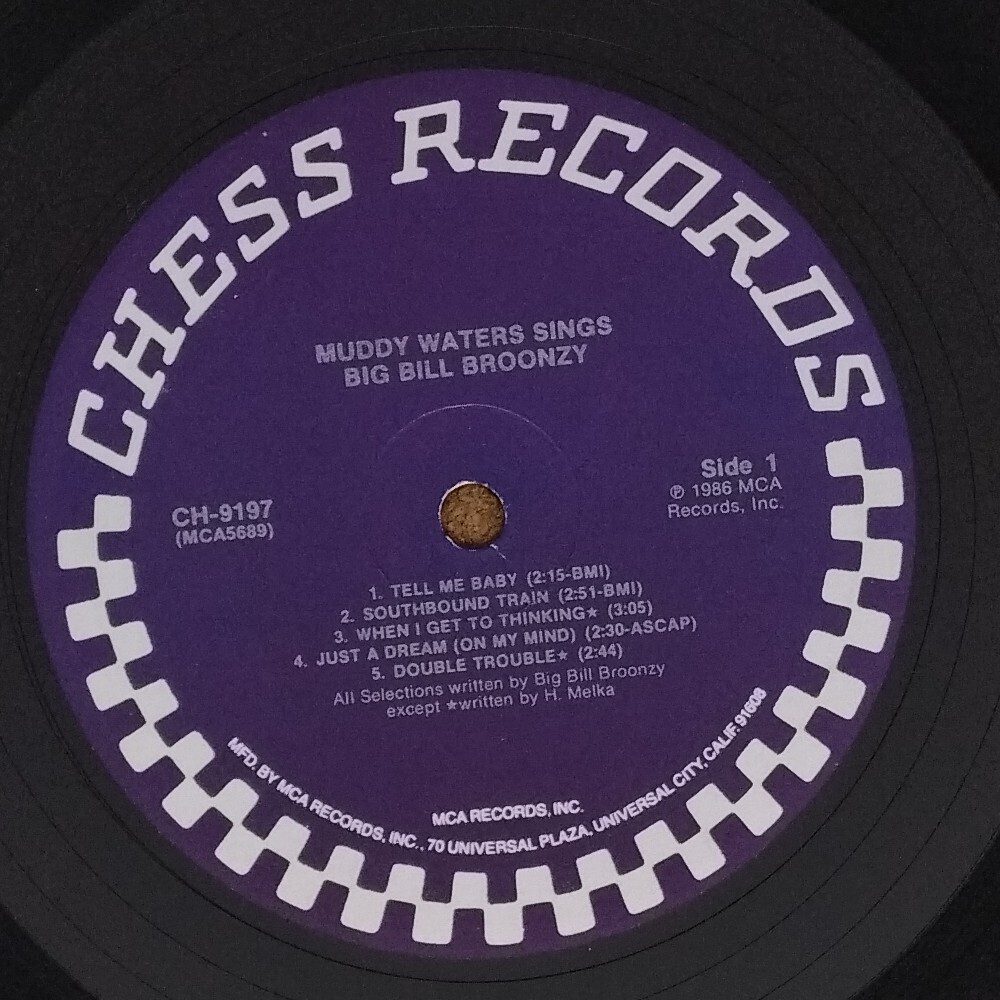 CHESS RECORDS
MUDDY WATERS SINGS
BIG BILL BROONZY
CH-9197
(MCA5689)
Side 1
℗ 1986 MCA
Records, Inc.
1. TELL ME BABY (2:15-BMI)
2. SOUTHBOUND TRAIN (2:51-BMI)
3. WHEN I GET TO THINKING★ (3:05)
4. JUST A DREAM (ON MY MIND) (2:30-ASCAP)
5. DOUBLE TROUBLE★ (2:44)
All Selections written by Big Bill Broonzy
except ★written by H. Melka
MCA RECORDS, INC.
MFD. BY MCA RECORDS, INC., 70 UNIVERSAL PLAZA, UNIVERSAL CITY, CALIF. 91608